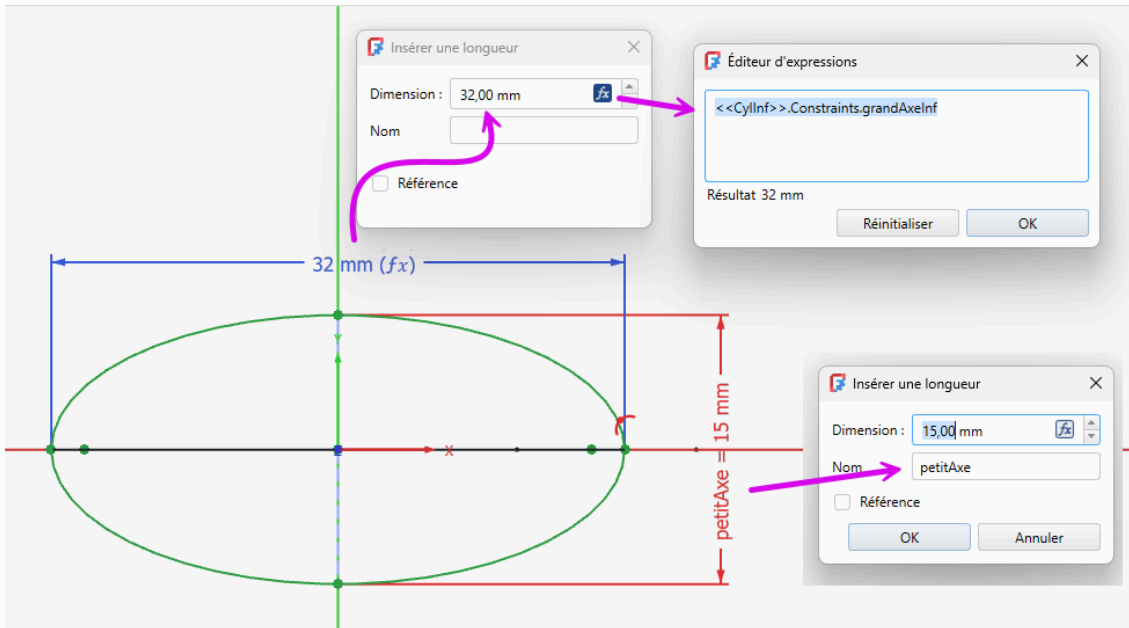 Insérer une longueur
Dimension : 32,00 mm
Nom
Référence
Éditeur d'expressions
<<CylInf>>.Constraints.grandAxeInf
Résultat 32 mm
Réinitialiser OK
32 mm (fx)
petitAxe = 15 mm
X
Insérer une longueur
Dimension : 15,00 mm
Nom petitAxe
Référence
OK Annuler